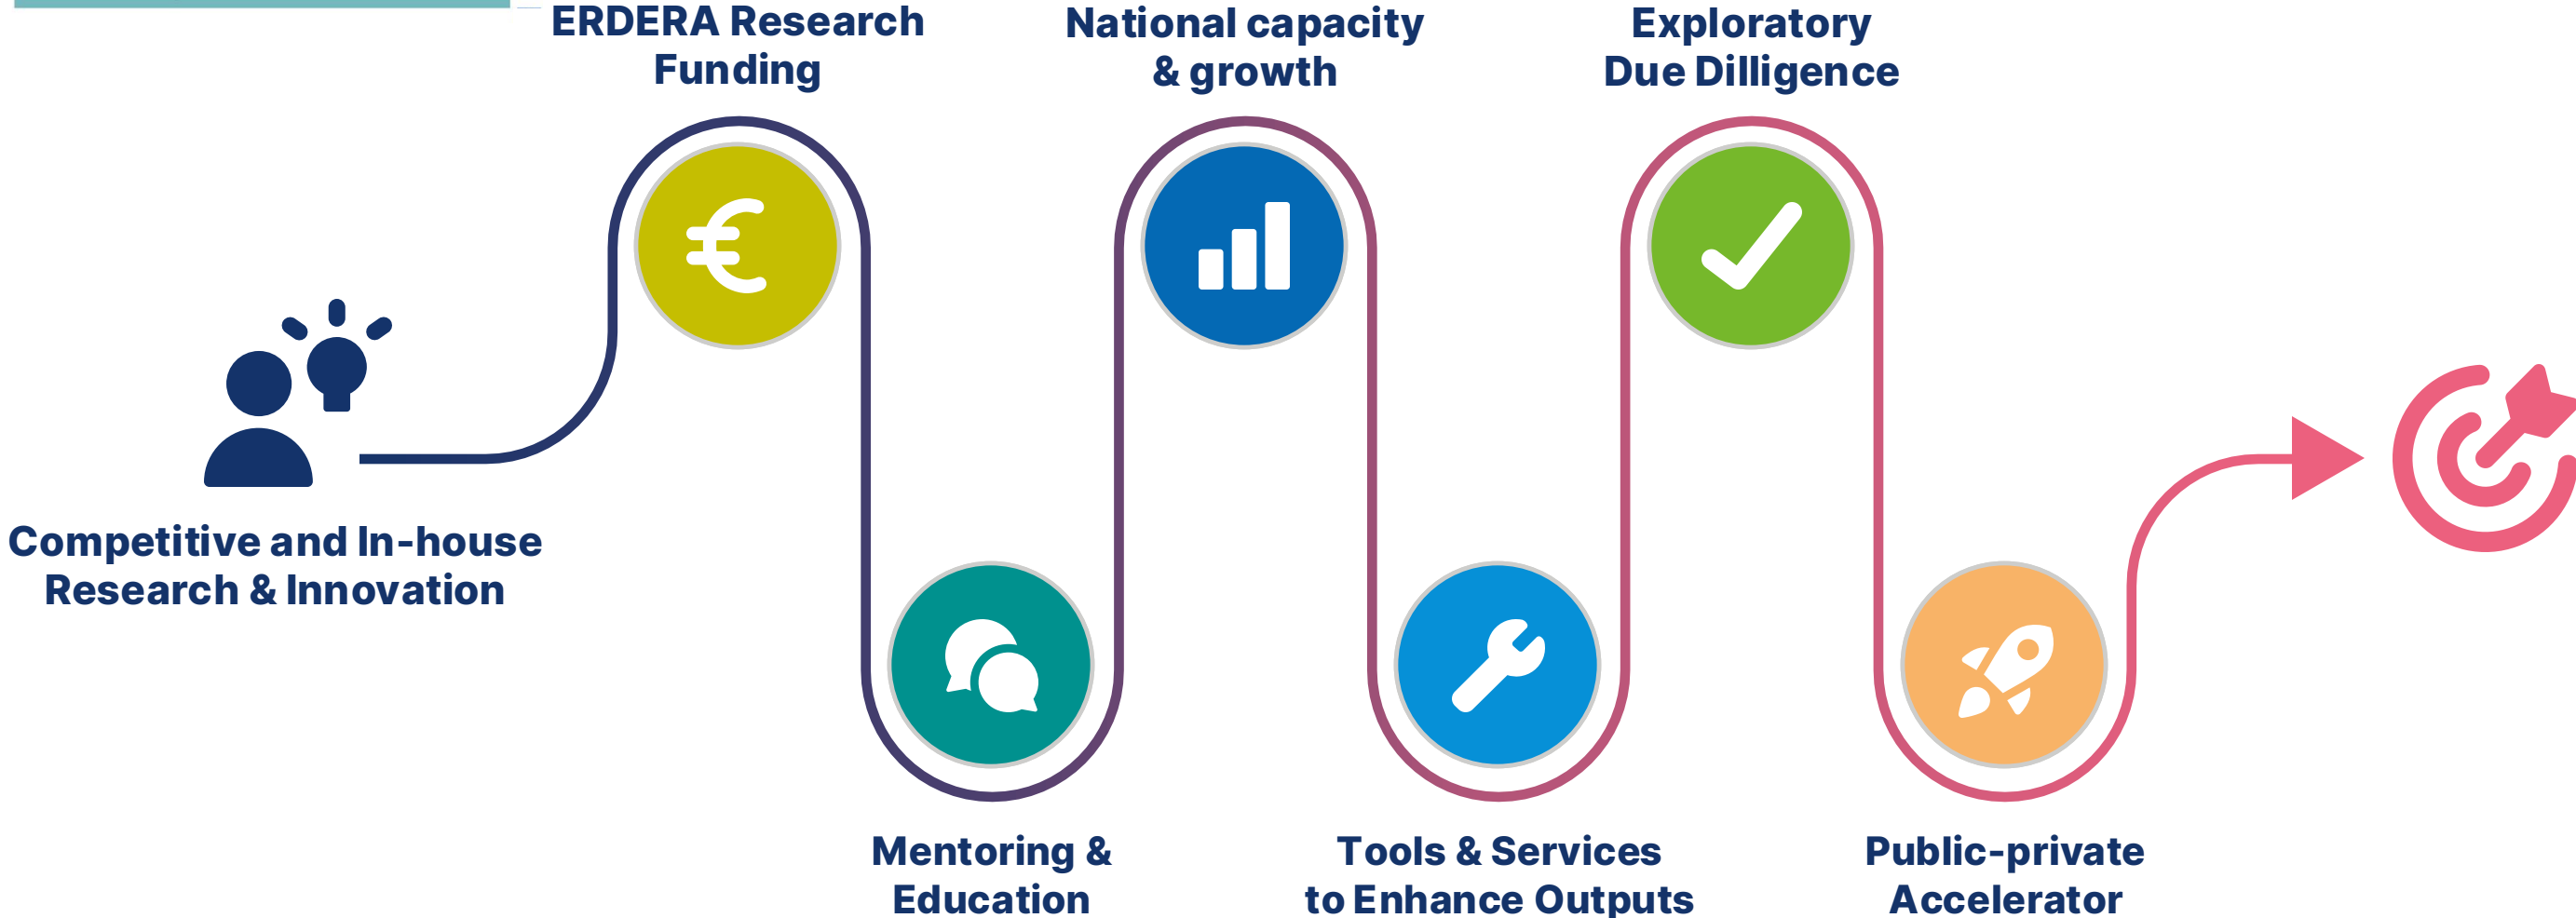 ERDERA Research
Funding
National capacity
& growth
Exploratory
Due Dilligence
Competitive and In-house
Research & Innovation
Mentoring &
Education
Tools & Services
to Enhance Outputs
Public-private
Accelerator